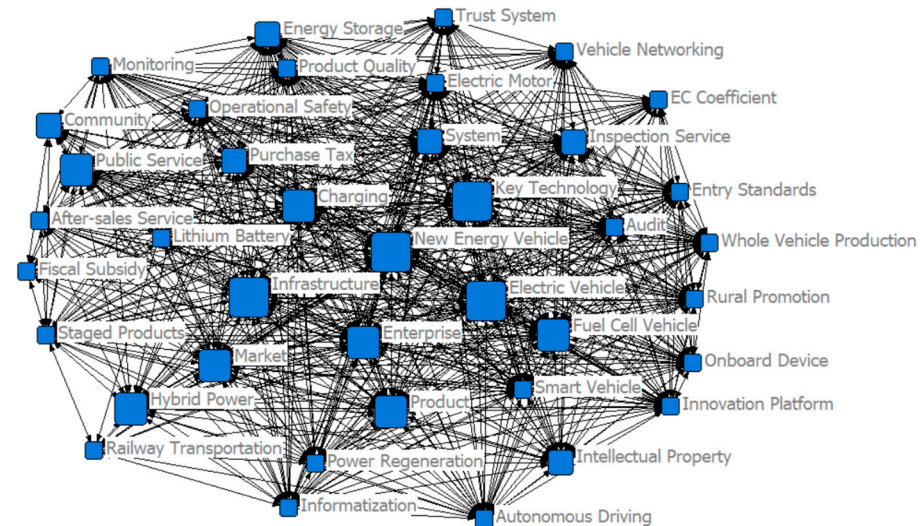 Trust System
Energy Storage
Vehicle Networking
Monitoring
Product Quality
Electric Motor
EC Coefficient
Operational Safety
Community
System
Inspection Service
Public Service
Purchase Tax
Key Technology
Entry Standards
Charging
After-sales Service
Audit
Lithium Battery
New Energy Vehicle
Whole Vehicle Production
Fiscal Subsidy
Infrastructure
Electric Vehicle
Rural Promotion
Staged Products
Enterprise
Fuel Cell Vehicle
Market
Onboard Device
Smart Vehicle
Hybrid Power
Product
Innovation Platform
Railway Transportation
Power Regeneration
Intellectual Property
Informatization
Autonomous Driving